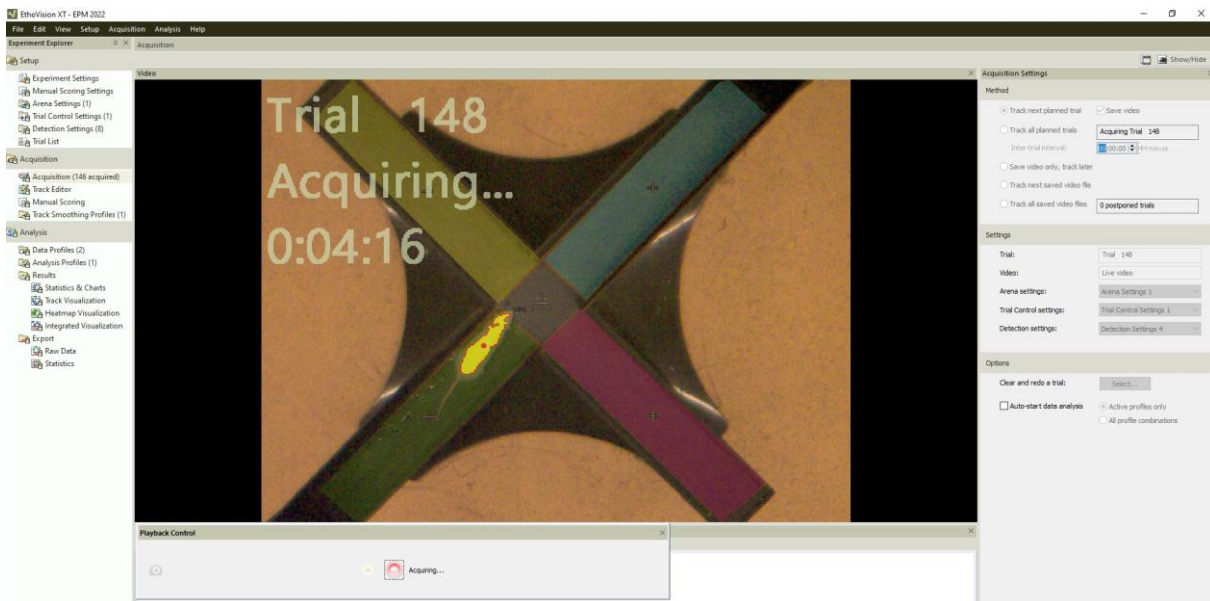 EthoVision XT - EPM 2022
File Edit View Setup Acquisition Analysis Help
Experiment Explorer
Acquisition
Setup
Show/Hide
Experiment Settings
Manual Scoring Settings
Arena Settings (1)
Trial Control Settings (1)
Detection Settings (8)
Trial List
Acquisition
Acquisition (146 acquired)
Track Editor
Manual Scoring
Track Smoothing Profiles (1)
Analysis
Data Profiles (2)
Analysis Profiles (1)
Results
Statistics & Charts
Track Visualization
Heatmap Visualization
Integrated Visualization
Export
Raw Data
Statistics
Video
Trial 148
Acquiring...
0:04:16
Playback Control
Acquiring...
Acquisition Settings
Method
Track next planned trial
Save video
Track all planned trials
Acquiring Trial 148
Inter-trial interval:
00:00:00
Save video only, track later
Track next saved video file
Track all saved video files
0 postponed trials
Settings
Trial:
Trial 148
Video:
Live video
Arena settings:
Arena Settings 1
Trial Control settings:
Trial Control Settings 1
Detection settings:
Detection Settings 4
Options
Clear and redo a trial:
Select...
Auto-start data analysis
Active profiles only
All profile combinations